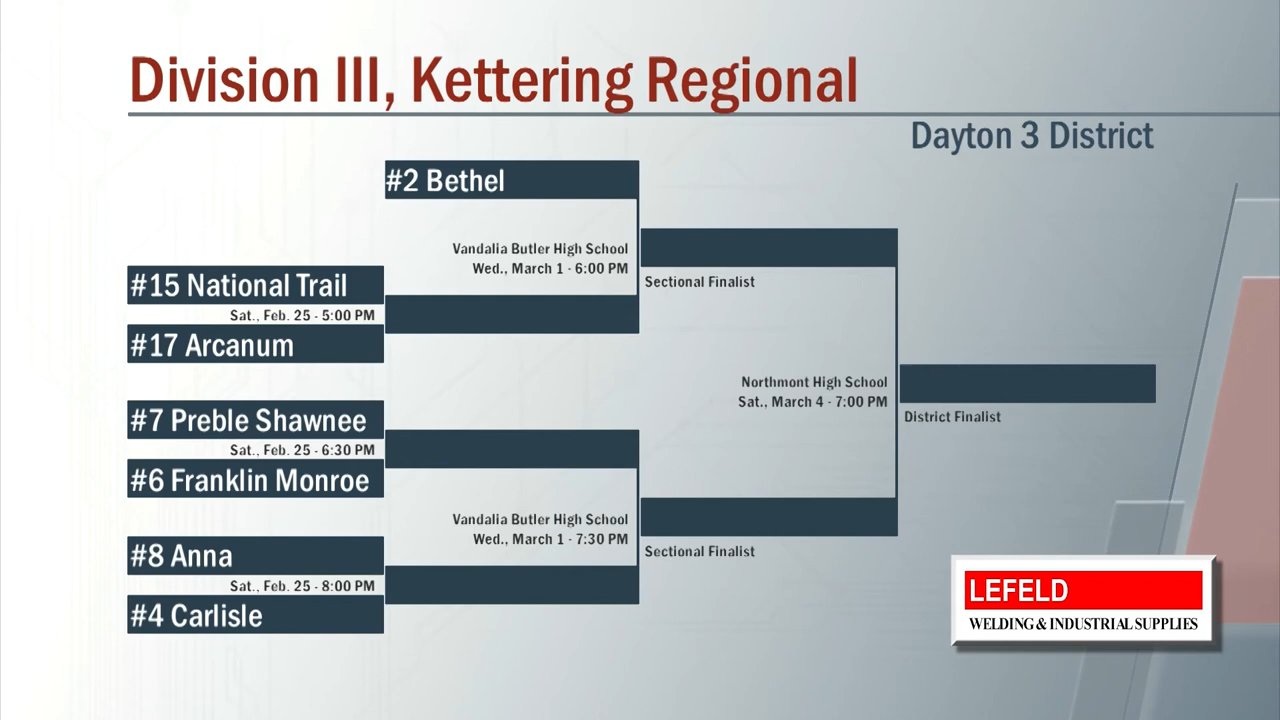 Division III, Kettering Regional
Dayton 3 District
#2 Bethel
Vandalia Butler High School
Wed., March 1 - 6:00 PM
Sectional Finalist
#15 National Trail
Sat., Feb. 25 - 5:00 PM
#17 Arcanum
Northmont High School
Sat., March 4 - 7:00 PM
District Finalist
#7 Preble Shawnee
Sat., Feb. 25 - 6:30 PM
#6 Franklin Monroe
Vandalia Butler High School
Wed., March 1 - 7:30 PM
Sectional Finalist
#8 Anna
Sat., Feb. 25 - 8:00 PM
#4 Carlisle
LEFELD
WELDING & INDUSTRIAL SUPPLIES